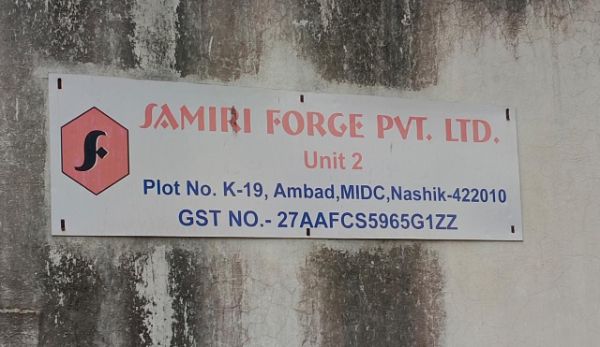 SAMIRI FORGE PVT. LTD.
Unit 2
Plot No. K-19, Ambad,MIDC,Nashik-422010
GST NO.- 27AAFCS5965G1ZZ